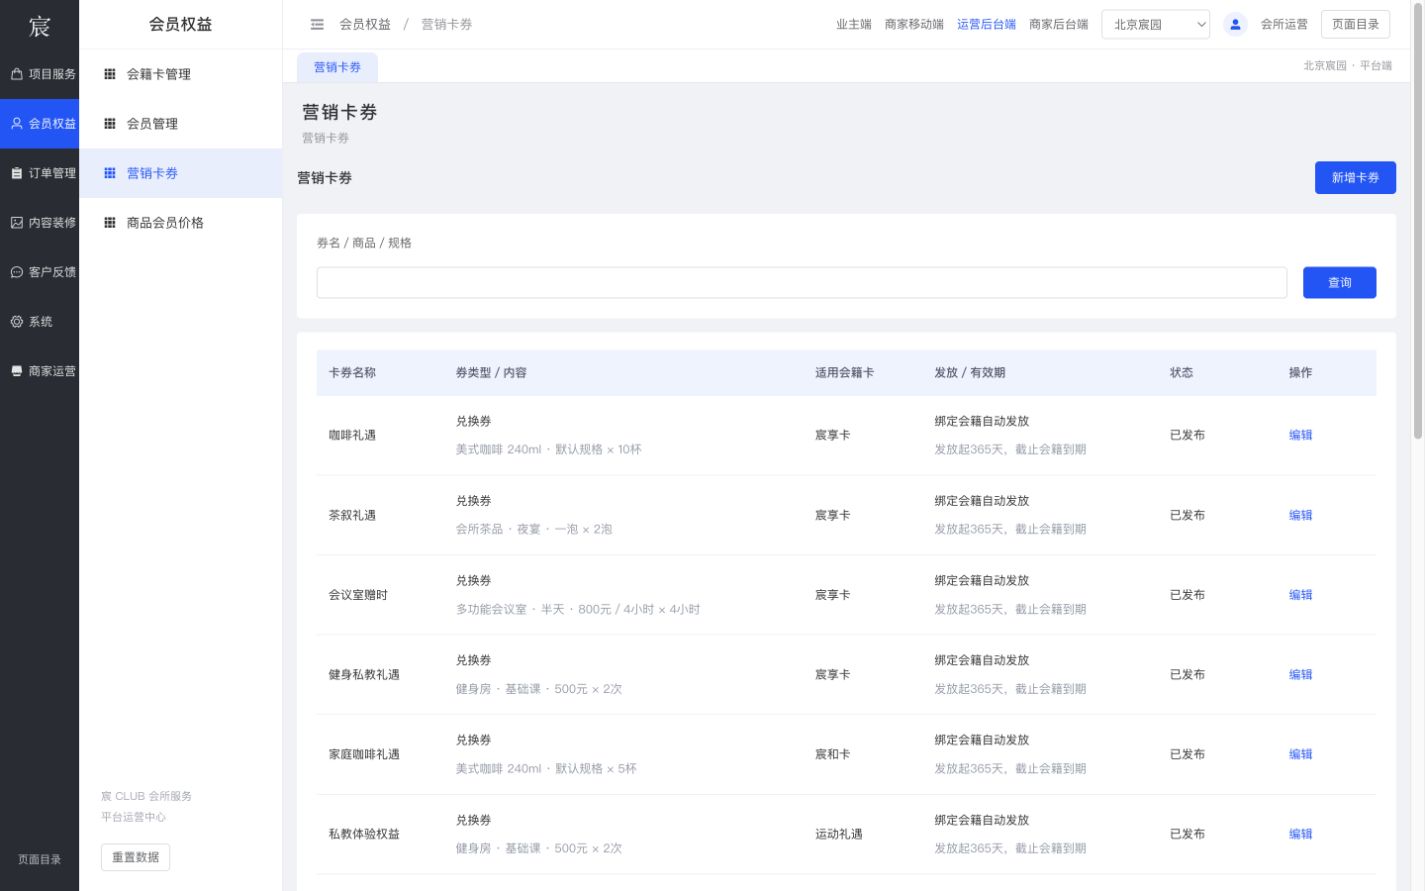 宸
项目服务
会员权益
订单管理
内容装修
客户反馈
系统
商家运营
页面目录
会员权益
会籍卡管理
会员管理
营销卡券
商品会员价格
宸 CLUB 会所服务
平台运营中心
重置数据
会员权益 / 营销卡券
业主端 商家移动端 运营后台端 商家后台端 北京宸园 会所运营 页面目录
营销卡券
北京宸园 · 平台端
营销卡券
营销卡券
营销卡券
新增卡券
券名 / 商品 / 规格
查询
卡券名称 券类型 / 内容 适用会籍卡 发放 / 有效期 状态 操作
咖啡礼遇 兑换券 宸享卡 绑定会籍自动发放 已发布 编辑
美式咖啡 240ml · 默认规格 × 10杯 发放起365天，截止会籍到期
茶叙礼遇 兑换券 宸享卡 绑定会籍自动发放 已发布 编辑
会所茶品 · 夜宴 · 一泡 × 2泡 发放起365天，截止会籍到期
会议室赠时 兑换券 宸享卡 绑定会籍自动发放 已发布 编辑
多功能会议室 · 半天 · 800元 / 4小时 × 4小时 发放起365天，截止会籍到期
健身私教礼遇 兑换券 宸享卡 绑定会籍自动发放 已发布 编辑
健身房 · 基础课 · 500元 × 2次 发放起365天，截止会籍到期
家庭咖啡礼遇 兑换券 宸和卡 绑定会籍自动发放 已发布 编辑
美式咖啡 240ml · 默认规格 × 5杯 发放起365天，截止会籍到期
私教体验权益 兑换券 运动礼遇 绑定会籍自动发放 已发布 编辑
健身房 · 基础课 · 500元 × 2次 发放起365天，截止会籍到期